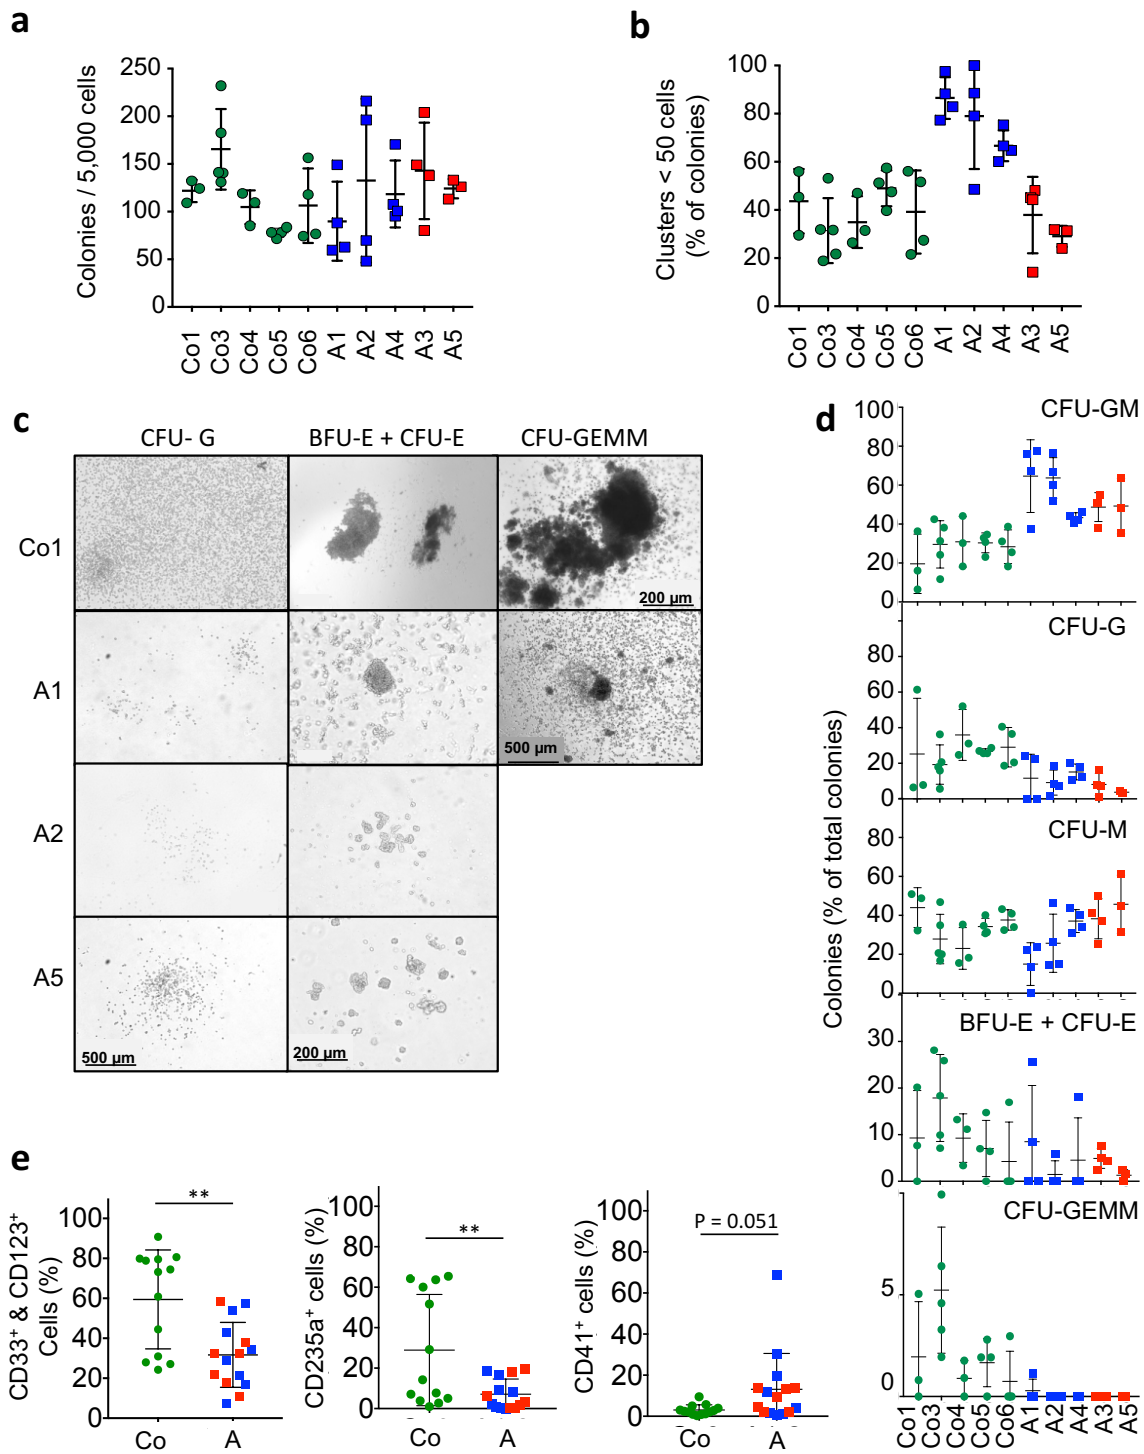 a
Colonies / 5,000 cells
250
200
150
100
50
0
Co1
Co3
Co4
Co5
Co6
A1
A2
A4
A3
A5
b
Clusters < 50 cells
(% of colonies)
100
80
60
40
20
0
Co1
Co3
Co4
Co5
Co6
A1
A2
A4
A3
A5
c
CFU- G
BFU-E + CFU-E
CFU-GEMM
Co1
200 µm
A1
500 µm
A2
A5
500 µm
200 µm
d
Colonies (% of total colonies)
CFU-GM
100
80
60
40
20
0
CFU-G
80
60
40
20
0
CFU-M
80
60
40
20
0
BFU-E + CFU-E
30
20
10
0
CFU-GEMM
5
0
Co1
Co3
Co4
Co5
Co6
A1
A2
A4
A3
A5
e
CD33⁺ & CD123⁺
Cells (%)
100
80
60
40
20
0
**
Co
A
CD235a⁺ cells (%)
100
80
60
40
20
0
**
Co
A
CD41⁺ cells (%)
100
80
60
40
20
0
P = 0.051
Co
A